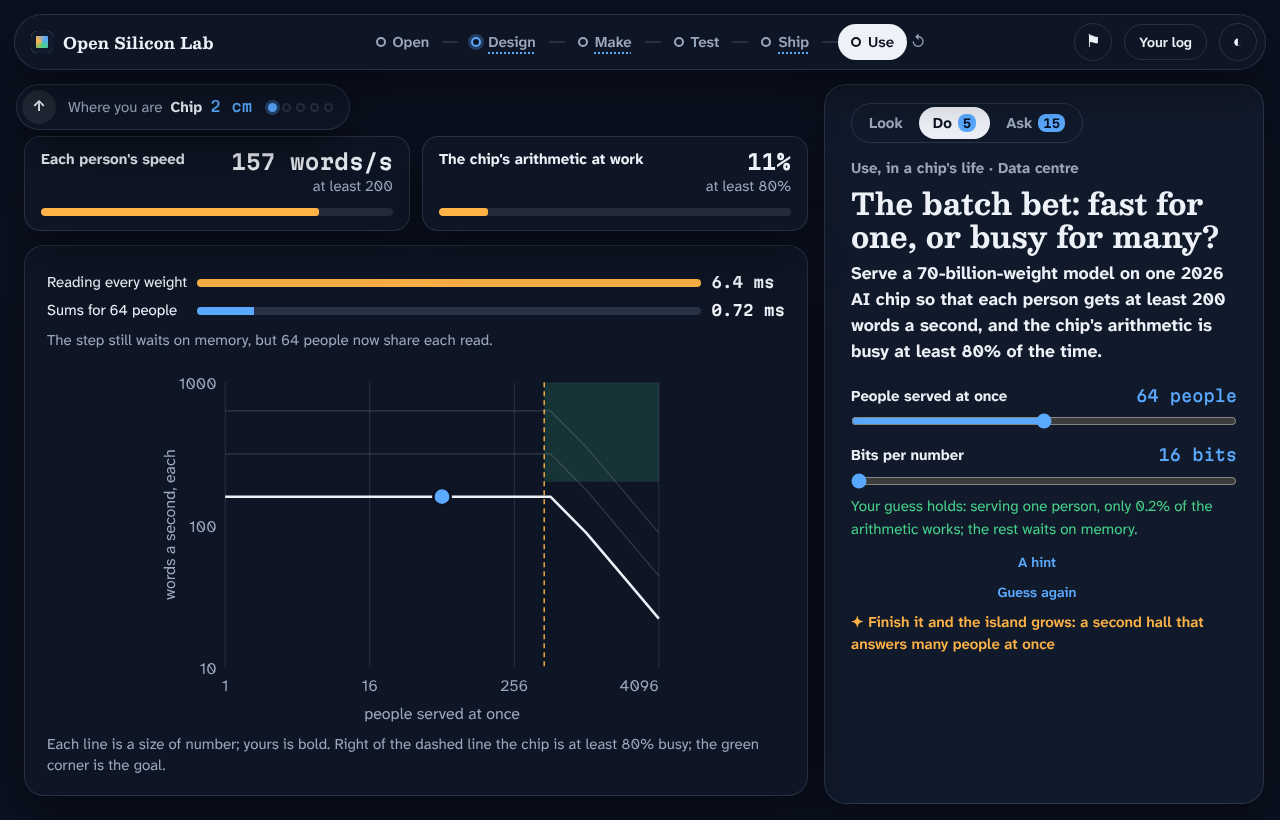 Open Silicon Lab
Open
Design
Make
Test
Ship
Use
Your log
Where you are Chip 2 cm
Each person's speed
157 words/s
at least 200
The chip's arithmetic at work
11%
at least 80%
Reading every weight 6.4 ms
Sums for 64 people 0.72 ms
The step still waits on memory, but 64 people now share each read.
1000
100
10
words a second, each
1 16 256 4096
people served at once
Each line is a size of number; yours is bold. Right of the dashed line the chip is at least 80% busy; the green
corner is the goal.
Look
Do 5
Ask 15
Use, in a chip's life · Data centre
The batch bet: fast for
one, or busy for many?
Serve a 70-billion-weight model on one 2026
AI chip so that each person gets at least 200
words a second, and the chip's arithmetic is
busy at least 80% of the time.
People served at once 64 people
Bits per number 16 bits
Your guess holds: serving one person, only 0.2% of the
arithmetic works; the rest waits on memory.
A hint
Guess again
✦ Finish it and the island grows: a second hall that
answers many people at once